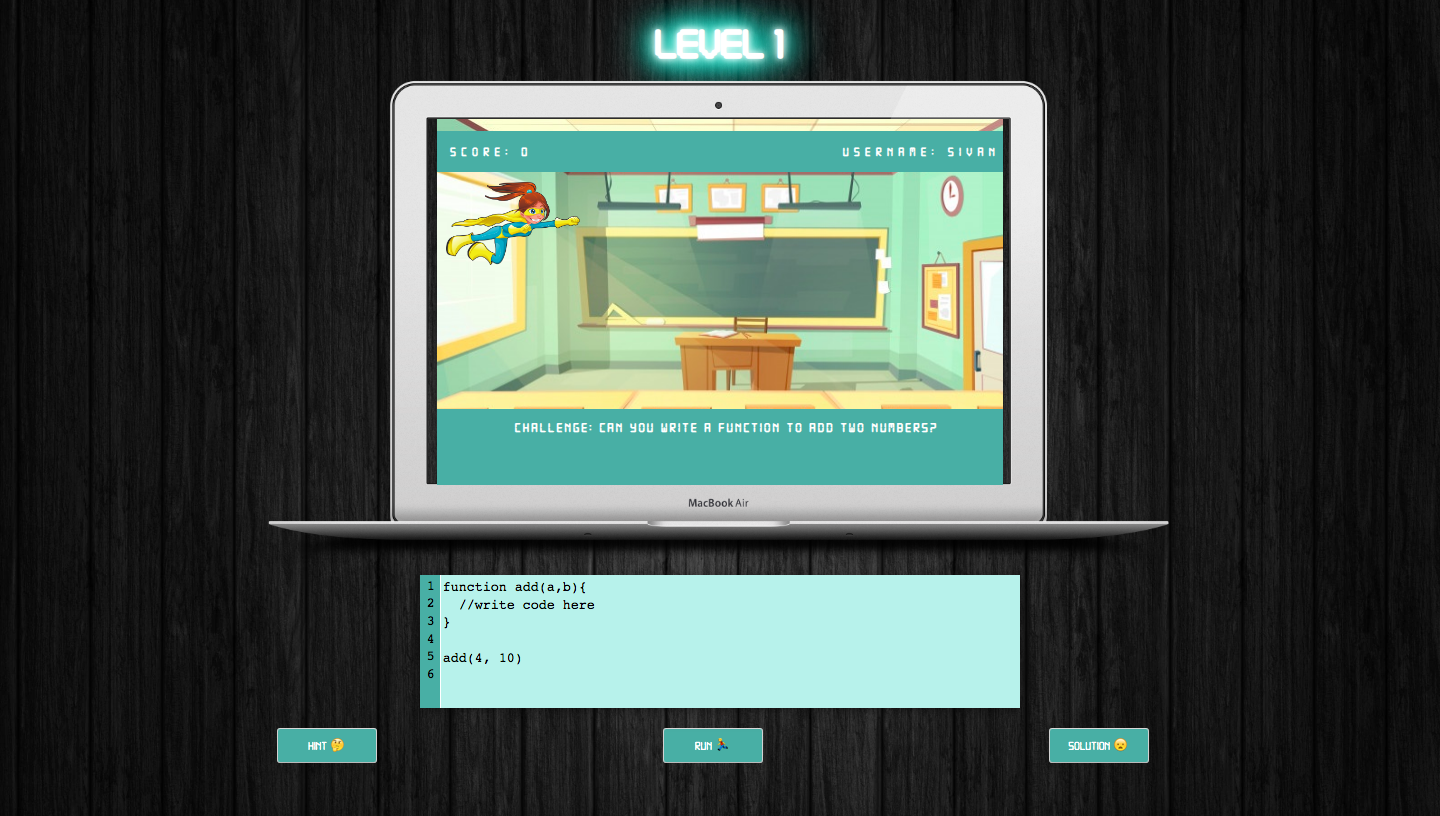 LEVEL 1
SCORE: 0
USERNAME: SIVAN
CHALLENGE: CAN YOU WRITE A FUNCTION TO ADD TWO NUMBERS?
MacBook Air
1 function add(a,b){
2 //write code here
3 }
4
5 add(4, 10)
6
HINT 🤔
RUN 🏃
SOLUTION 😞